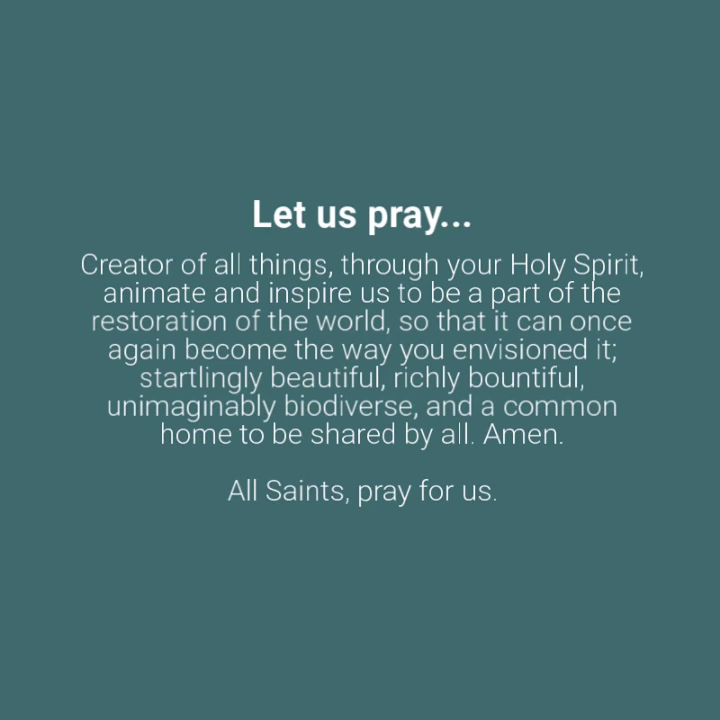 Let us pray...
Creator of all things, through your Holy Spirit,
animate and inspire us to be a part of the
restoration of the world, so that it can once
again become the way you envisioned it;
startlingly beautiful, richly bountiful,
unimaginably biodiverse, and a common
home to be shared by all. Amen.
All Saints, pray for us.